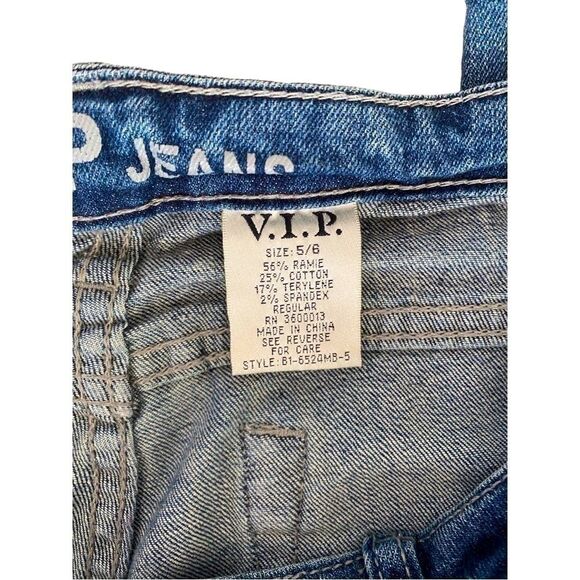 P JEANS
V.I.P.
SIZE: 5/6
56% RAMIE
25% COTTON
17% TERYLENE
2% SPANDEX
REGULAR
RN 3600013
MADE IN CHINA
SEE REVERSE
FOR CARE
STYLE: B1-6524MB-5